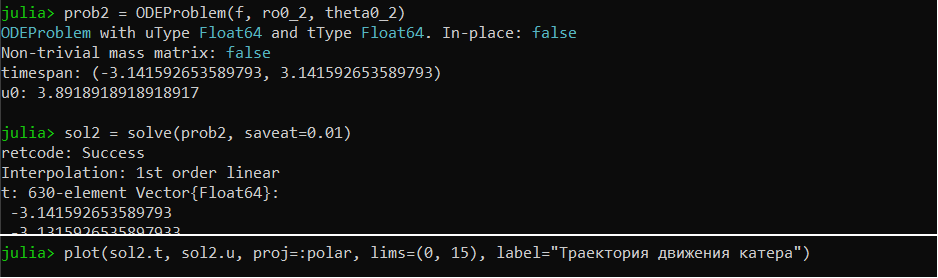 julia> prob2 = ODEProblem(f, ro0_2, theta0_2)
ODEProblem with uType Float64 and tType Float64. In-place: false
Non-trivial mass matrix: false
timespan: (-3.141592653589793, 3.141592653589793)
u0: 3.8918918918918917
julia> sol2 = solve(prob2, saveat=0.01)
retcode: Success
Interpolation: 1st order linear
t: 630-element Vector{Float64}:
-3.141592653589793
-3.1315926535897933
julia> plot(sol2.t, sol2.u, proj=:polar, lims=(0, 15), label="Траектория движения катера")